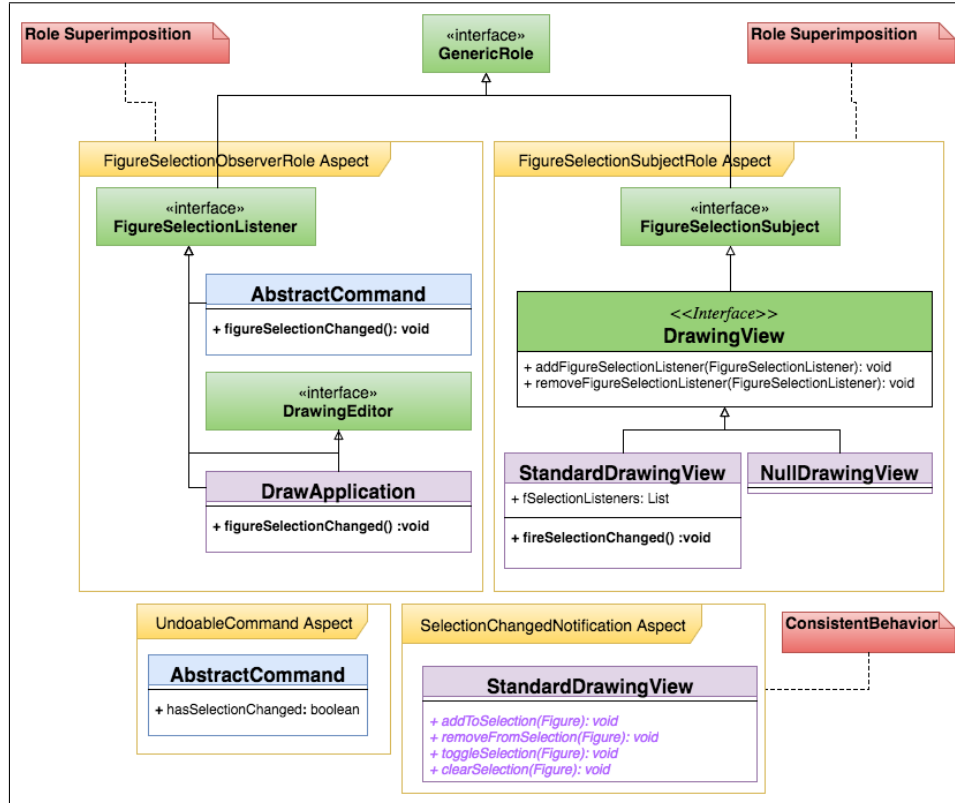 Role Superimposition
«interface»
GenericRole
Role Superimposition
FigureSelectionObserverRole Aspect
«interface»
FigureSelectionListener
AbstractCommand
+ figureSelectionChanged(): void
«interface»
DrawingEditor
DrawApplication
+ figureSelectionChanged() :void
FigureSelectionSubjectRole Aspect
«interface»
FigureSelectionSubject
<<Interface>>
DrawingView
+ addFigureSelectionListener(FigureSelectionListener): void
+ removeFigureSelectionListener(FigureSelectionListener): void
StandardDrawingView
+ fSelectionListeners: List
+ fireSelectionChanged() :void
NullDrawingView
UndoableCommand Aspect
AbstractCommand
+ hasSelectionChanged: boolean
SelectionChangedNotification Aspect
StandardDrawingView
+ addToSelection(Figure): void
+ removeFromSelection(Figure): void
+ toggleSelection(Figure): void
+ clearSelection(Figure): void
ConsistentBehavior